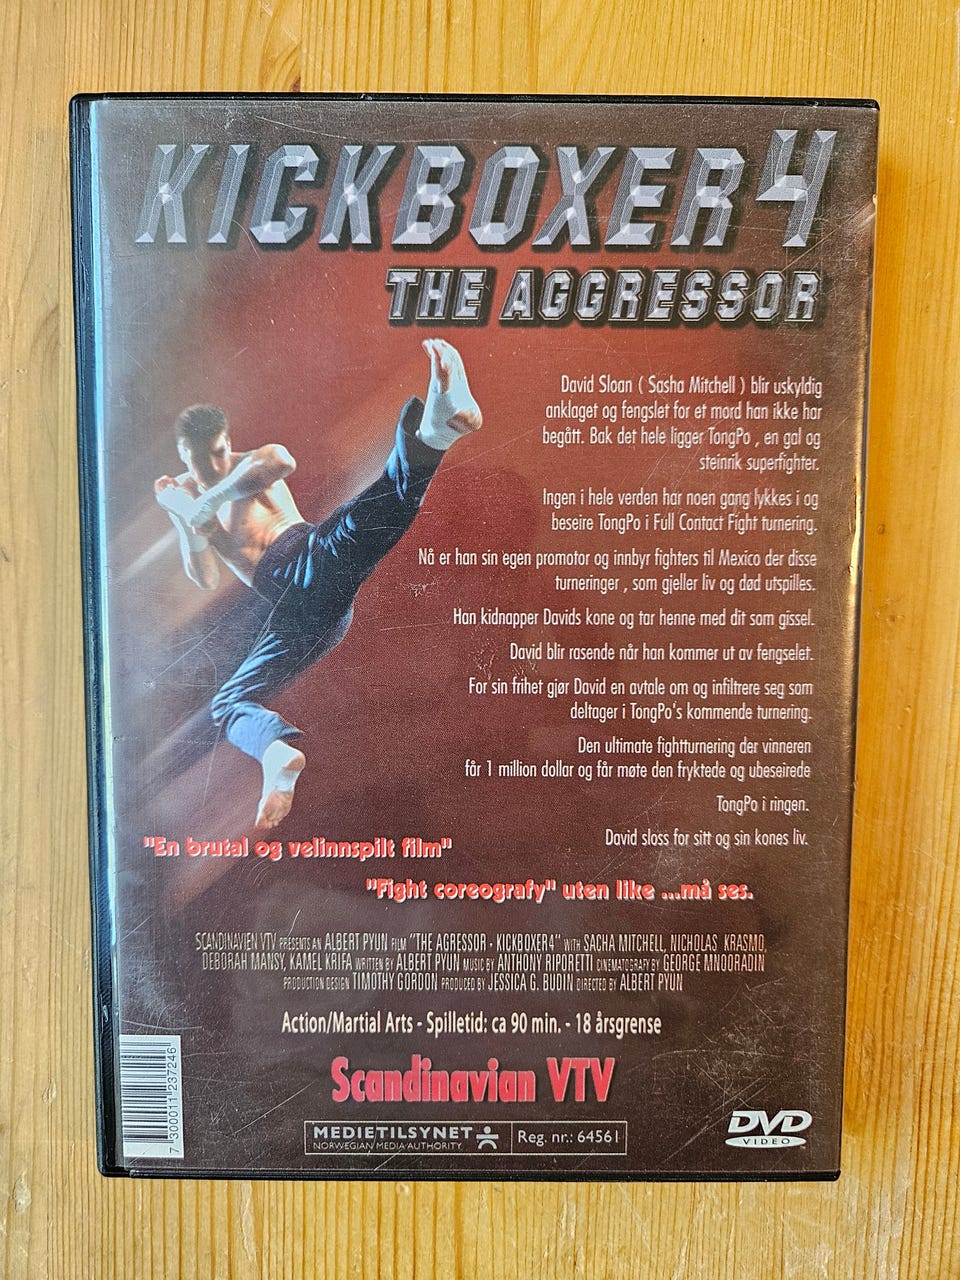 KICKBOXER 4
THE AGGRESSOR
David Sloan ( Sasha Mitchell ) blir uskyldig
anklaget og fengslet for et mord han ikke har
begått. Bak det hele ligger TongPo , en gal og
steinrik superfighter.
Ingen i hele verden har noen gang lykkes i og
beseire TongPo i Full Contact Fight turnering.
Nå er han sin egen promotor og innbyr fighters til Mexico der disse
turneringer , som gjeller liv og død utspilles.
Han kidnapper Davids kone og tar henne med dit som gissel.
David blir rasende når han kommer ut av fengselet.
For sin frihet gjør David en avtale om og infiltrere seg som
deltager i TongPo's kommende turnering.
Den ultimate fightturnering der vinneren
får 1 million dollar og får møte den fryktede og ubeseirede
TongPo i ringen.
David sloss for sitt og sin kones liv.
"En brutal og velinnspilt film"
"Fight coreografy" uten like ...må ses.
SCANDINAVIEN VTV PRESENTS AN ALBERT PYUN FILM "THE AGRESSOR - KICKBOXER4" WITH SACHA MITCHELL, NICHOLAS KRASMO,
DEBORAH MANSY, KAMEL KRIFA WRITTEN BY ALBERT PYUN MUSIC BY ANTHONY RIPORETTI CINEMATOGRAFY BY GEORGE MNOORADIN
PRODUCTION DESIGN TIMOTHY GORDON PRODUCED BY JESSICA G. BUDIN DIRECTED BY ALBERT PYUN
Action/Martial Arts - Spilletid: ca 90 min. - 18 årsgrense
Scandinavian VTV
MEDIETILSYNET
NORWEGIAN MEDIA AUTHORITY
Reg. nr.: 64561
DVD
VIDEO
7 300011 237246